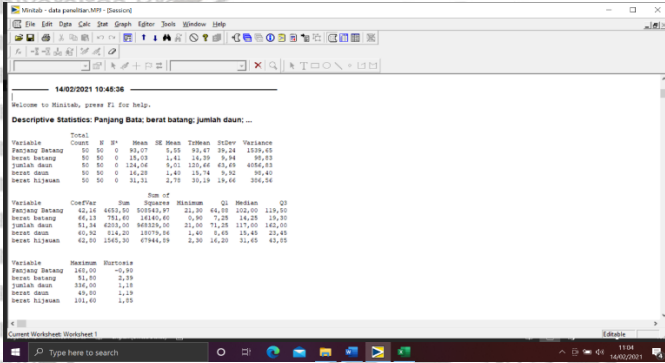 Minitab - data penelitian.MPJ - [Session]
File Edit Data Calc Stat Graph Editor Tools Window Help
14/02/2021 10:48:36
Welcome to Minitab, press F1 for help.
Descriptive Statistics: Panjang Bata; berat batang; jumlah daun; ...
Total
Variable Count N N* Mean SE Mean TrMean StDev Variance
Panjang Batang 50 50 0 93,07 5,55 93,47 39,24 1539,65
berat batang 50 50 0 15,03 1,41 14,39 9,94 98,83
jumlah daun 50 50 0 124,06 9,01 120,66 63,69 4056,83
berat daun 50 50 0 16,28 1,40 15,74 9,92 98,40
berat hijauan 50 50 0 31,31 2,78 30,19 19,66 386,56
Sum of
Variable CoefVar Sum Squares Minimum Q1 Median Q3
Panjang Batang 42,16 4653,50 508543,97 21,30 64,88 102,00 119,50
berat batang 66,13 751,60 16140,60 0,90 7,25 14,25 19,50
jumlah daun 51,34 6203,00 968329,00 21,00 71,25 117,00 162,00
berat daun 60,92 814,20 18079,86 1,40 8,65 15,45 23,45
berat hijauan 62,80 1565,30 67944,89 2,30 16,20 31,65 43,85
Variable Maximum Kurtosis
Panjang Batang 160,00 -0,90
berat batang 51,80 2,39
jumlah daun 336,00 1,18
berat daun 49,80 1,19
berat hijauan 101,60 1,85
Current Worksheet: Worksheet 1 Editable
Type here to search
11:04
14/02/2021